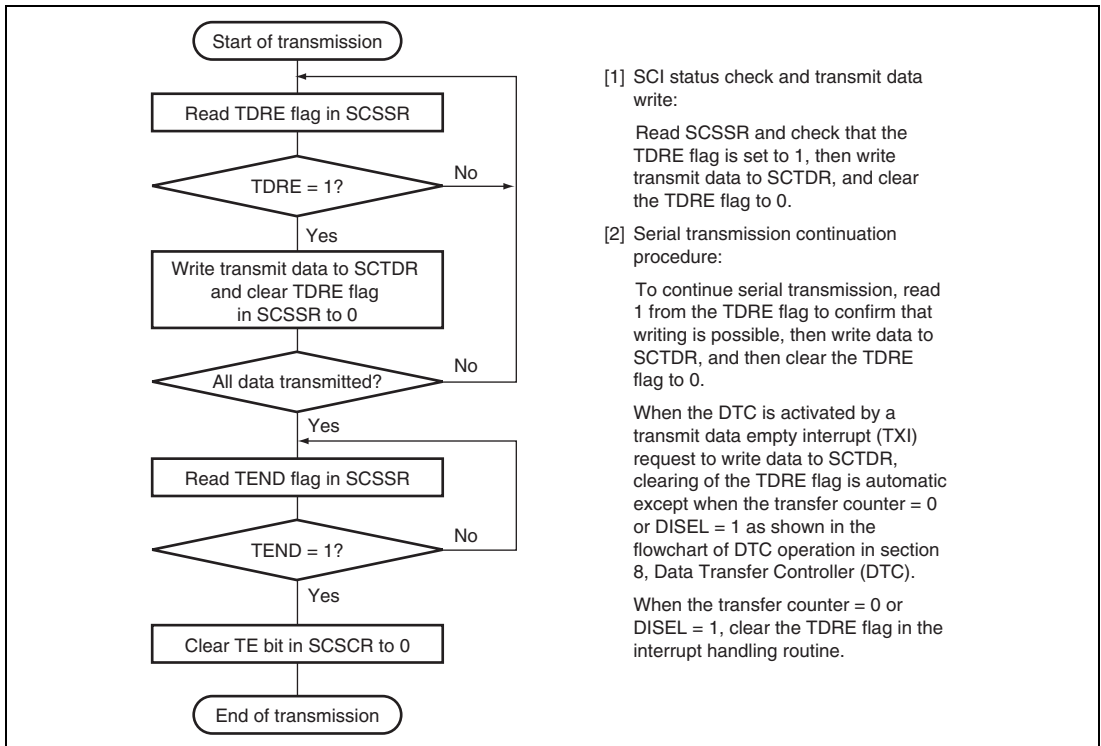 Start of transmission
Read TDRE flag in SCSSR
TDRE = 1?
No
Yes
Write transmit data to SCTDR
and clear TDRE flag
in SCSSR to 0
All data transmitted?
No
Yes
Read TEND flag in SCSSR
TEND = 1?
No
Yes
Clear TE bit in SCSCR to 0
End of transmission
[1] SCI status check and transmit data
write:
Read SCSSR and check that the
TDRE flag is set to 1, then write
transmit data to SCTDR, and clear
the TDRE flag to 0.
[2] Serial transmission continuation
procedure:
To continue serial transmission, read
1 from the TDRE flag to confirm that
writing is possible, then write data to
SCTDR, and then clear the TDRE
flag to 0.
When the DTC is activated by a
transmit data empty interrupt (TXI)
request to write data to SCTDR,
clearing of the TDRE flag is automatic
except when the transfer counter = 0
or DISEL = 1 as shown in the
flowchart of DTC operation in section
8, Data Transfer Controller (DTC).
When the transfer counter = 0 or
DISEL = 1, clear the TDRE flag in the
interrupt handling routine.